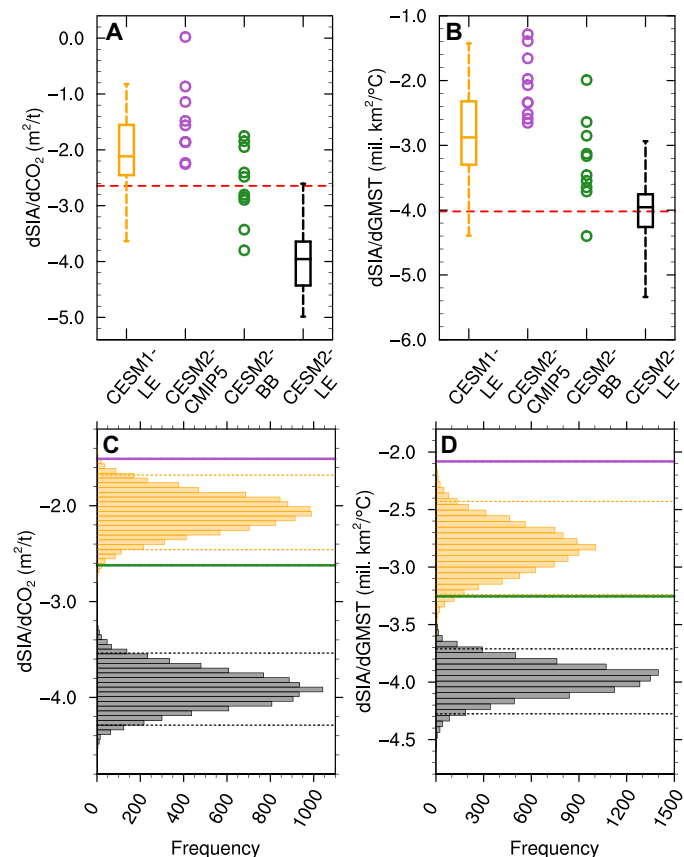 A
B
dSIA/dCO₂ (m²/t)
0.0
-1.0
-2.0
-3.0
-4.0
-5.0
dSIA/dGMST (mil. km²/°C)
-1.0
-2.0
-3.0
-4.0
-5.0
-6.0
CESM1-
LE
CESM2-
CMIP5
CESM2-
BB
CESM2-
LE
CESM1-
LE
CESM2-
CMIP5
CESM2-
BB
CESM2-
LE
C
D
dSIA/dCO₂ (m²/t)
-2.0
-3.0
-4.0
dSIA/dGMST (mil. km²/°C)
-2.0
-2.5
-3.0
-3.5
-4.0
-4.5
0
200
400
600
800
1000
Frequency
0
300
600
900
1200
1500
Frequency